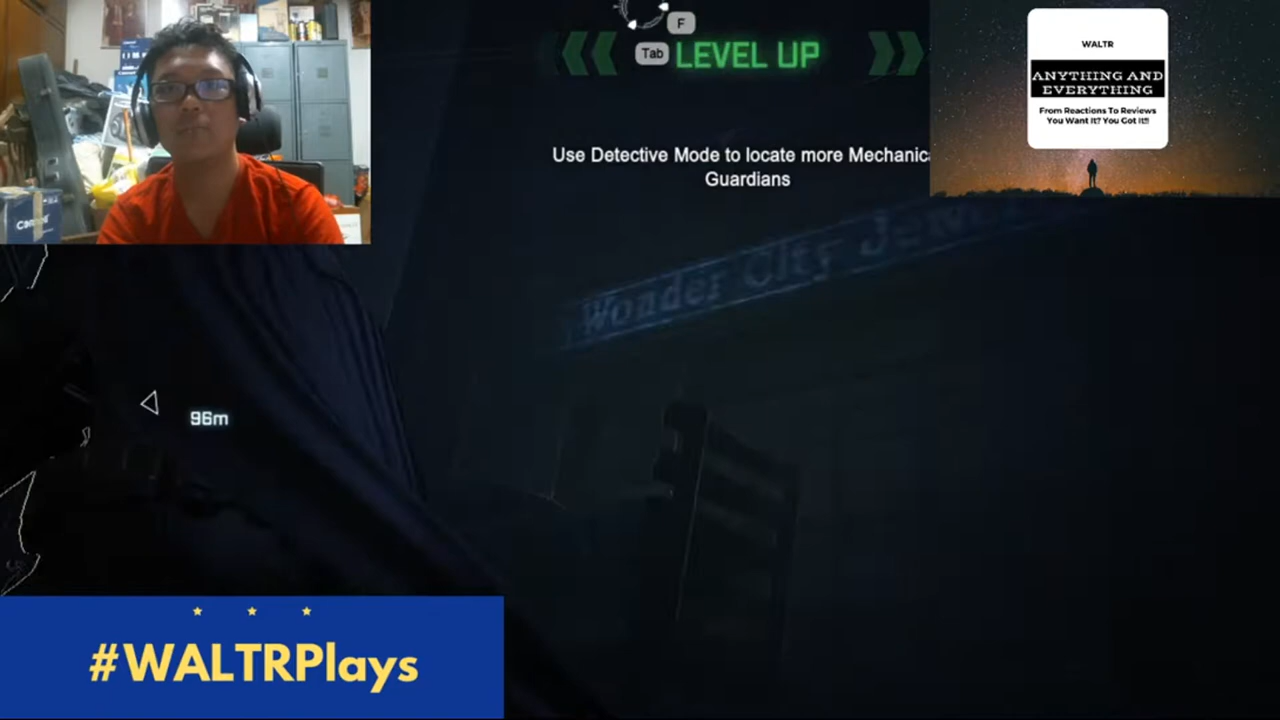 F
Tab LEVEL UP
WALTR
ANYTHING AND
EVERYTHING
From Reactions To Reviews
You Want It? You Got It!!
Use Detective Mode to locate more Mechanic
Guardians
Wonder City
96m
#WALTRPlays